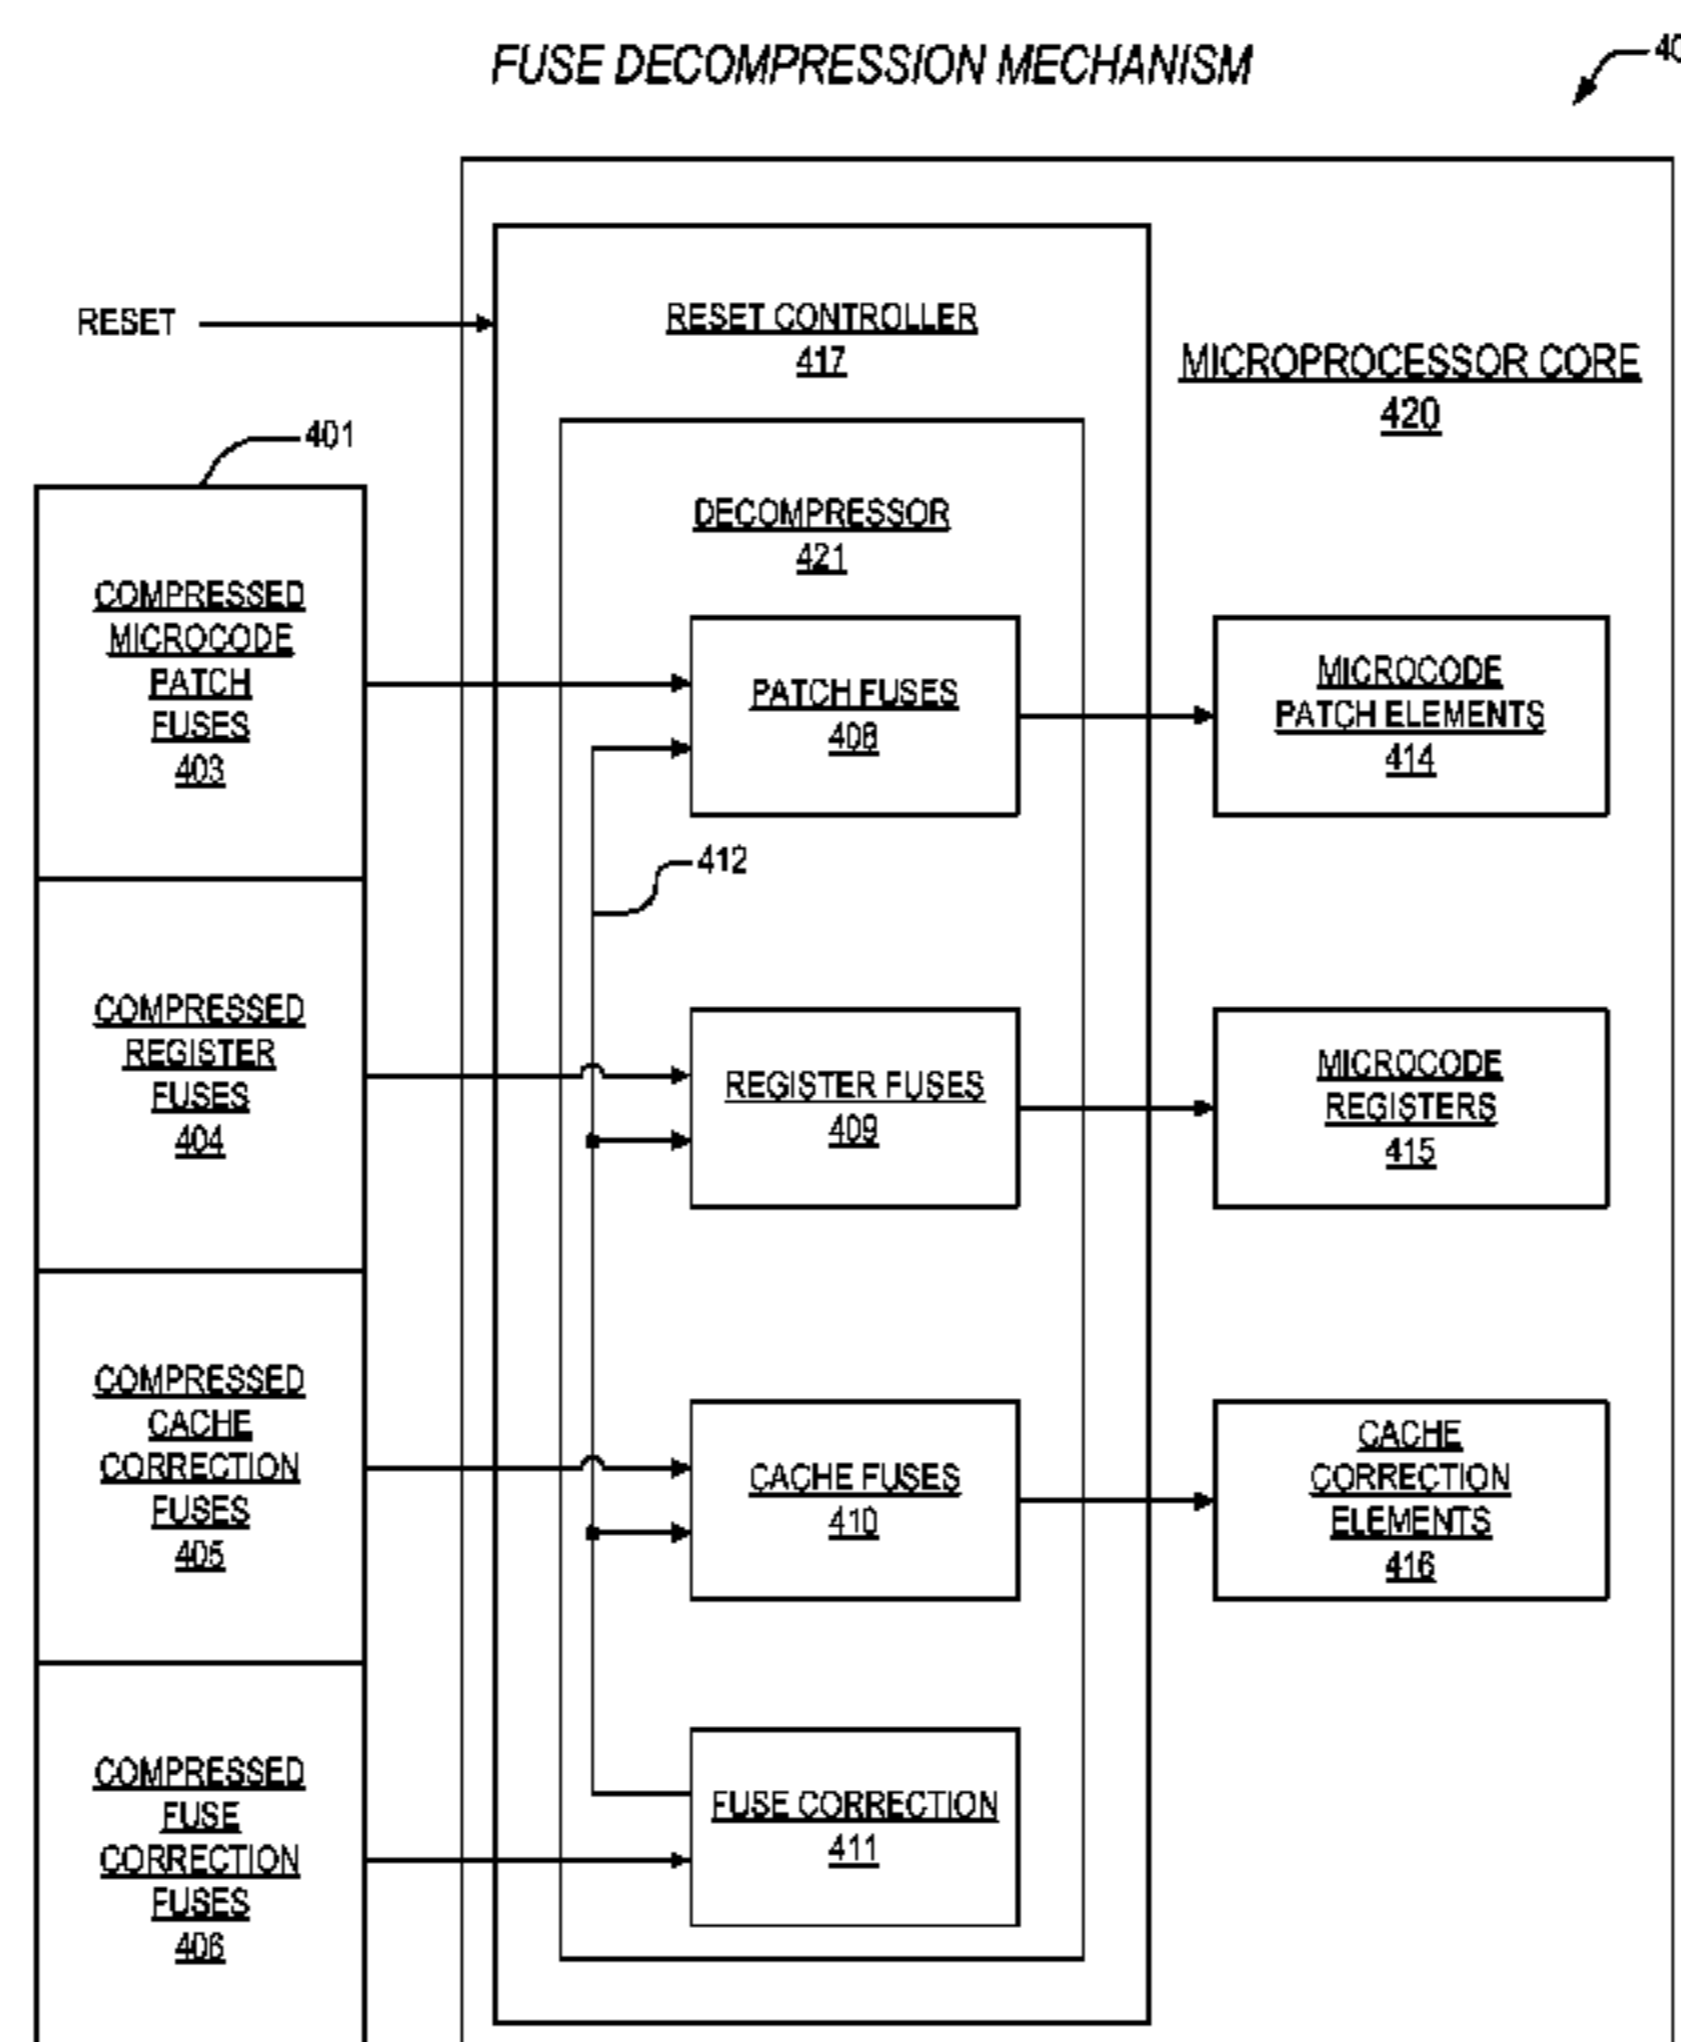 FUSE DECOMPRESSION MECHANISM
RESET
RESET CONTROLLER
417
MICROPROCESSOR CORE
420
401
DECOMPRESSOR
421
COMPRESSED
MICROCODE
PATCH
FUSES
403
PATCH FUSES
408
MICROCODE
PATCH ELEMENTS
414
412
COMPRESSED
REGISTER
FUSES
404
REGISTER FUSES
409
MICROCODE
REGISTERS
415
COMPRESSED
CACHE
CORRECTION
FUSES
405
CACHE FUSES
410
CACHE
CORRECTION
ELEMENTS
416
COMPRESSED
FUSE
CORRECTION
FUSES
406
FUSE CORRECTION
411